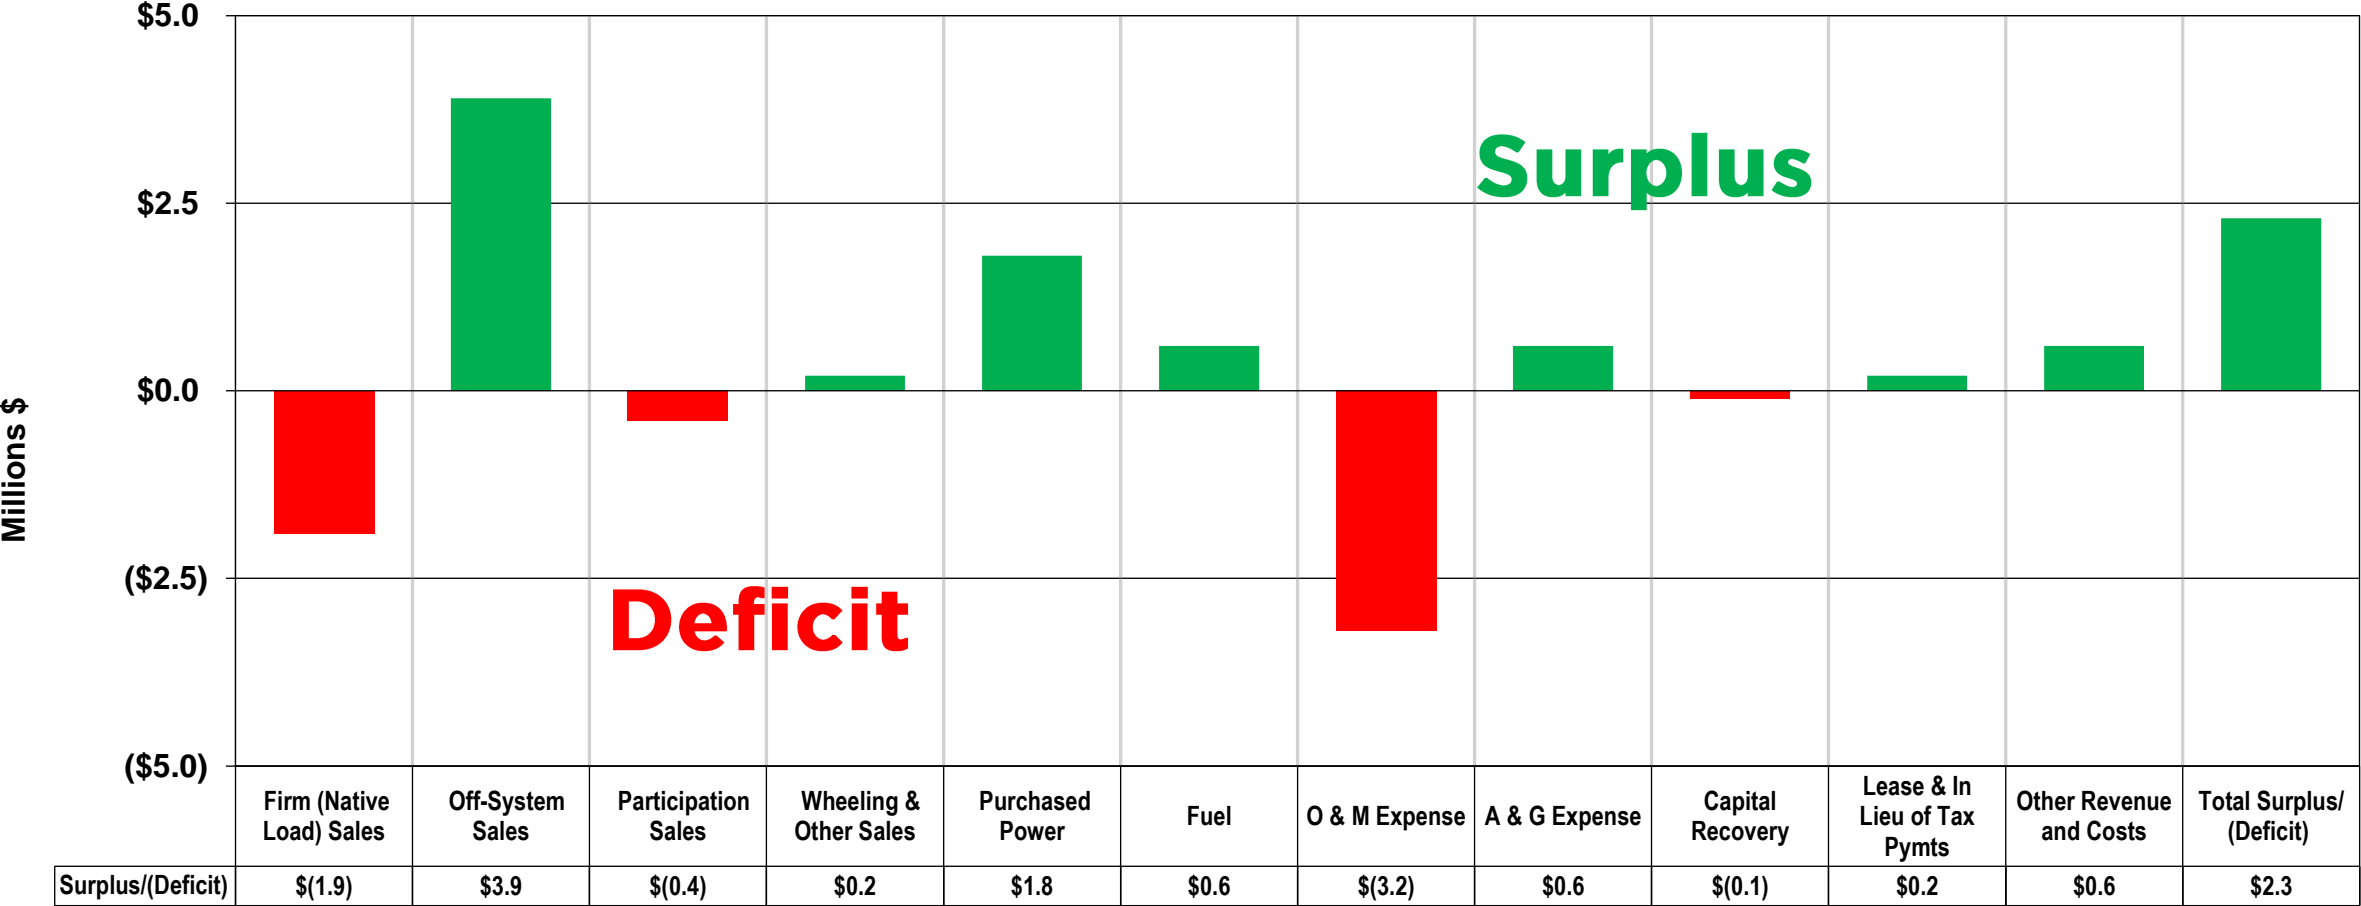 $5.0
$2.5
$0.0
($2.5)
($5.0)
Millions $
Surplus
Deficit
Firm (Native
Load) Sales
Off-System
Sales
Participation
Sales
Wheeling &
Other Sales
Purchased
Power
Fuel
O & M Expense
A & G Expense
Capital
Recovery
Lease & In
Lieu of Tax
Pymts
Other Revenue
and Costs
Total Surplus/
(Deficit)
Surplus/(Deficit) $(1.9) $3.9 $(0.4) $0.2 $1.8 $0.6 $(3.2) $0.6 $(0.1) $0.2 $0.6 $2.3